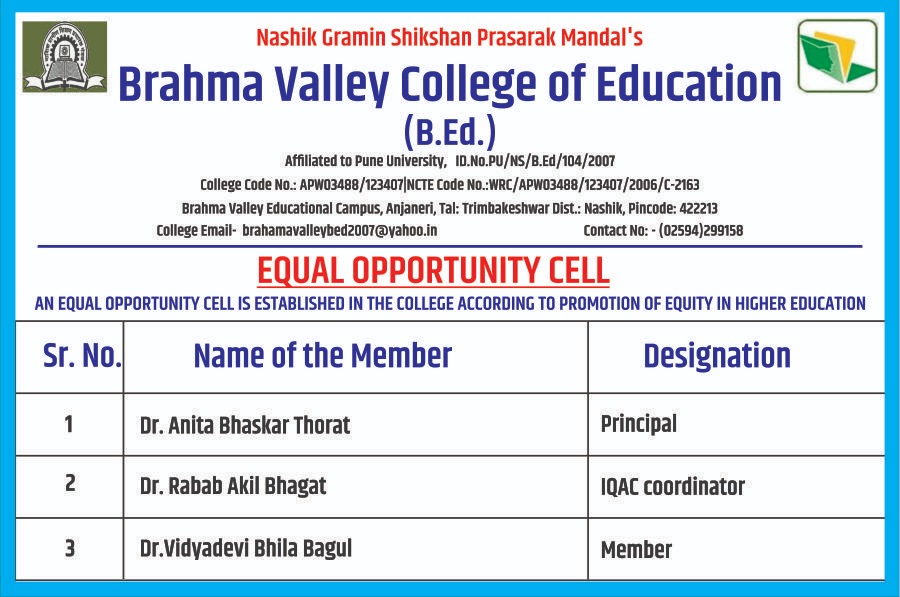 Nashik Gramin Shikshan Prasarak Mandal's
Brahma Valley College of Education
(B.Ed.)
Affiliated to Pune University, ID.No.PU/NS/B.Ed/104/2007
College Code No.: APW03488/123407|NCTE Code No.:WRC/APW03488/123407/2006/C-2163
Brahma Valley Educational Campus, Anjaneri, Tal: Trimbakeshwar Dist.: Nashik, Pincode: 422213
College Email- brahamavalleybed2007@yahoo.in Contact No: - (02594)299158
EQUAL OPPORTUNITY CELL
AN EQUAL OPPORTUNITY CELL IS ESTABLISHED IN THE COLLEGE ACCORDING TO PROMOTION OF EQUITY IN HIGHER EDUCATION
Sr. No. Name of the Member Designation
1 Dr. Anita Bhaskar Thorat Principal
2 Dr. Rabab Akil Bhagat IQAC coordinator
3 Dr.Vidyadevi Bhila Bagul Member